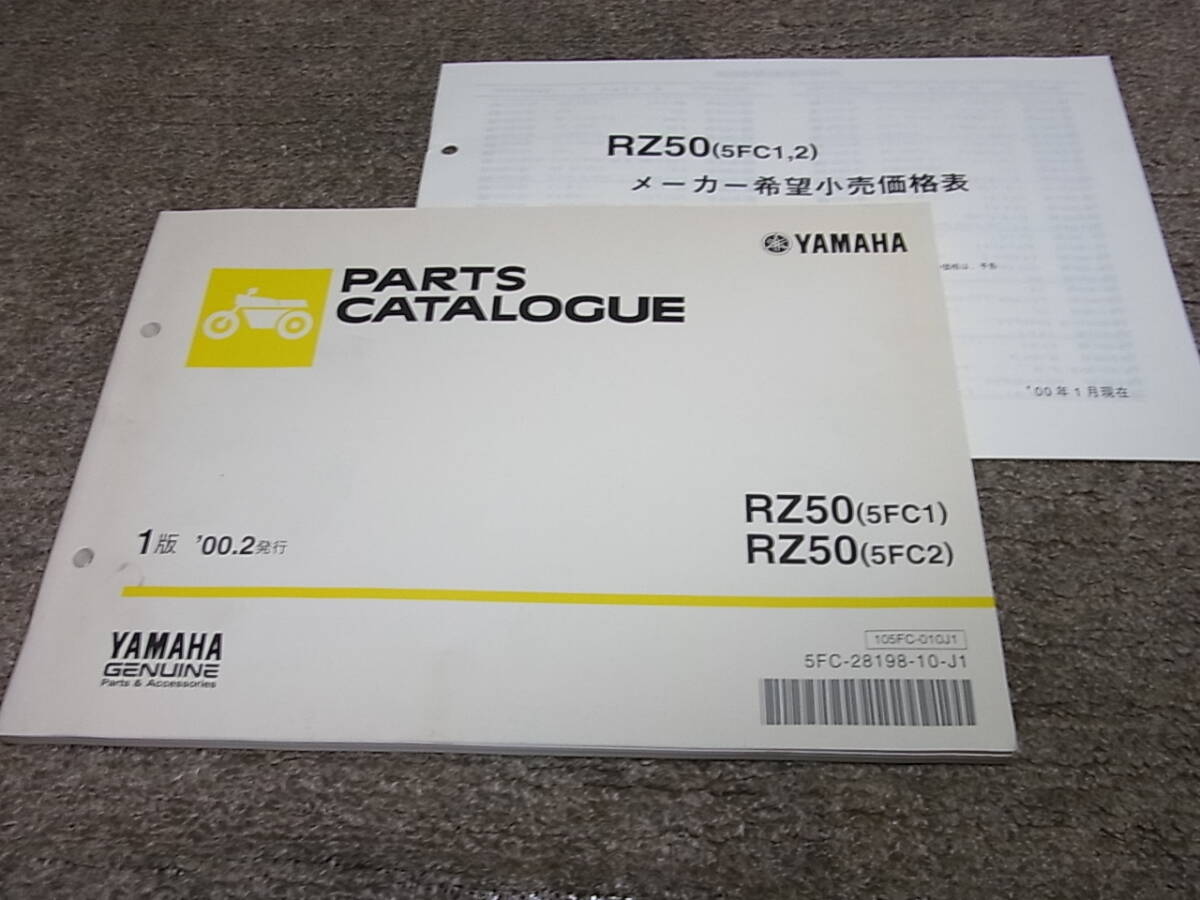 RZ50(5FC1,2)
メーカー希望小売価格表
'00年1月現在
YAMAHA
PARTS
CATALOGUE
RZ50(5FC1)
RZ50(5FC2)
1版 '00.2発行
YAMAHA
GENUINE
Parts & Accessories
105FC-010J1
5FC-28198-10-J1